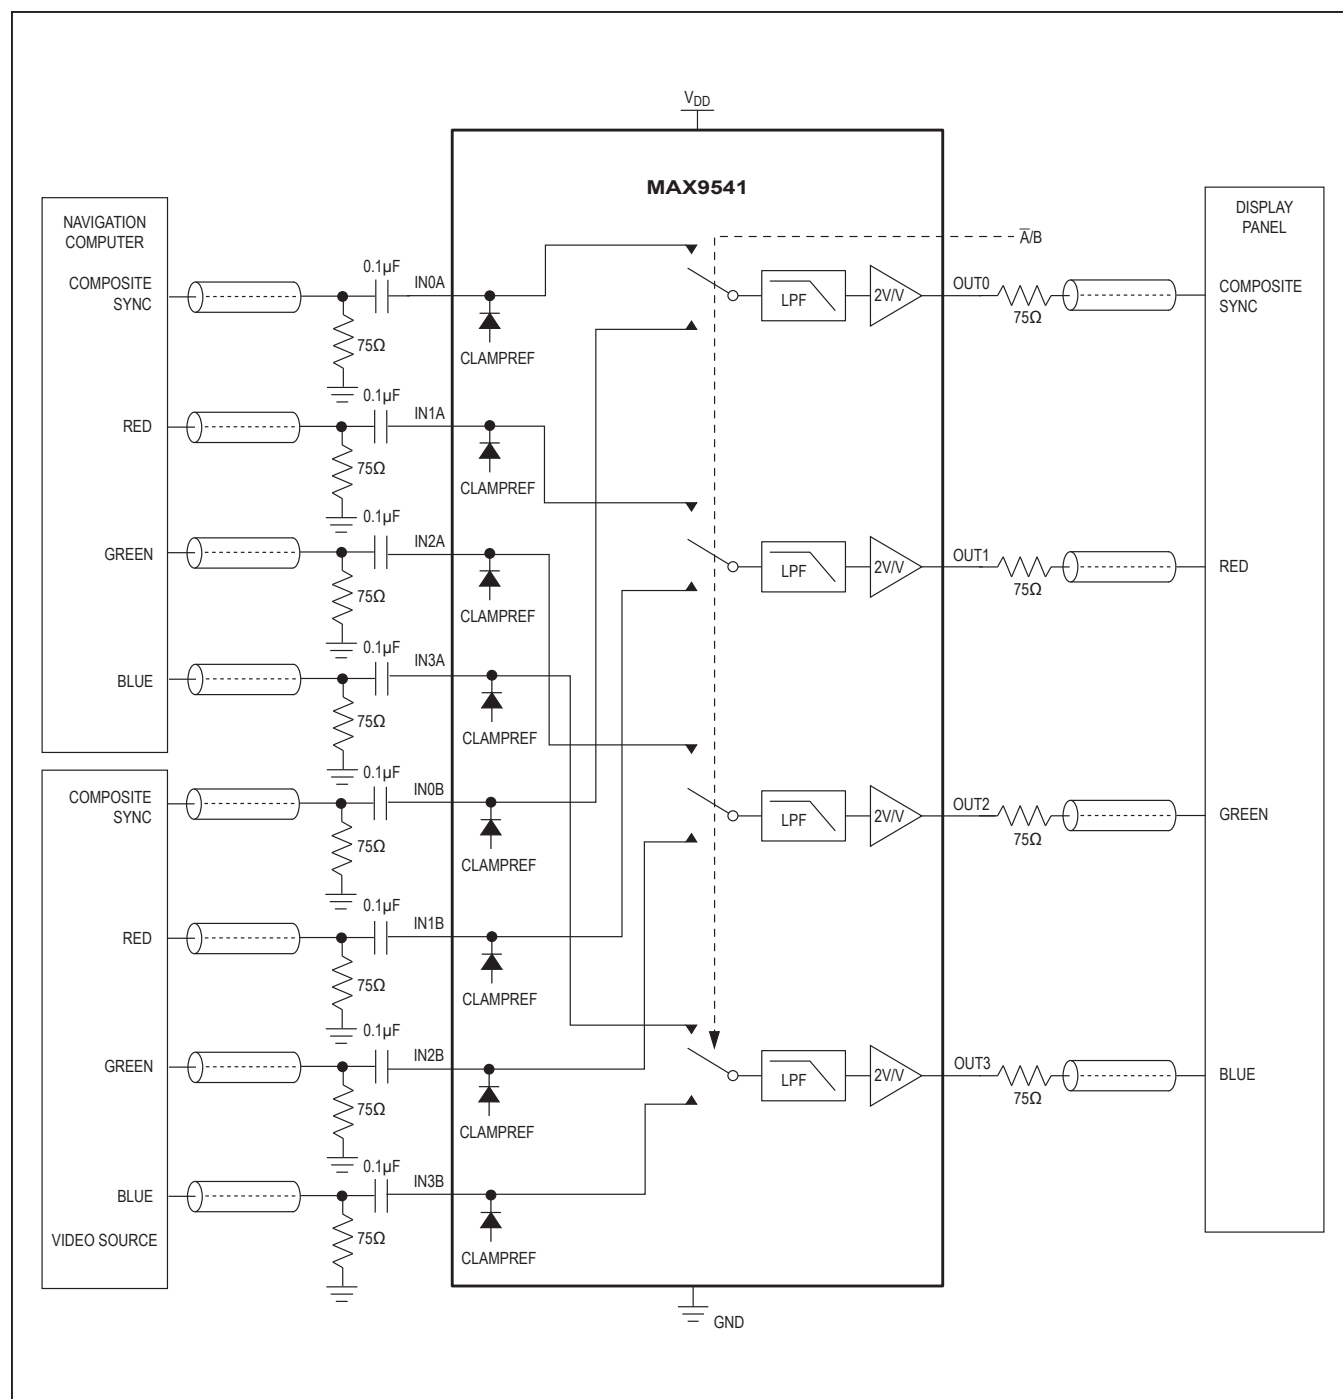 VDD
MAX9541
NAVIGATION
COMPUTER
COMPOSITE
SYNC
0.1µF
IN0A
75Ω
CLAMPREF
RED
0.1µF
IN1A
75Ω
CLAMPREF
GREEN
0.1µF
IN2A
75Ω
CLAMPREF
BLUE
0.1µF
IN3A
75Ω
CLAMPREF
COMPOSITE
SYNC
0.1µF
IN0B
75Ω
CLAMPREF
RED
0.1µF
IN1B
75Ω
CLAMPREF
GREEN
0.1µF
IN2B
75Ω
CLAMPREF
BLUE
0.1µF
IN3B
75Ω
CLAMPREF
VIDEO SOURCE
A̅/B
LPF
2V/V
OUT0
75Ω
LPF
2V/V
OUT1
75Ω
LPF
2V/V
OUT2
75Ω
LPF
2V/V
OUT3
75Ω
DISPLAY
PANEL
COMPOSITE
SYNC
RED
GREEN
BLUE
GND